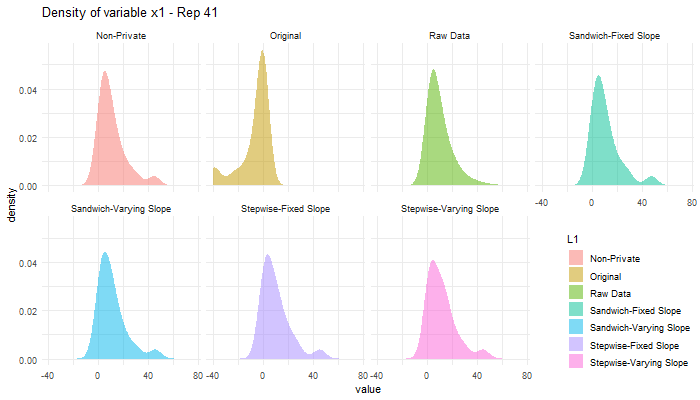 Density of variable x1 - Rep 41
Non-Private
Original
Raw Data
Sandwich-Fixed Slope
0.04
0.02
0.00
-40 0 40 80
density
Sandwich-Varying Slope
Stepwise-Fixed Slope
Stepwise-Varying Slope
0.04
0.02
0.00
-40 0 40 80
-40 0 40 80
-40 0 40 80
value
L1
Non-Private
Original
Raw Data
Sandwich-Fixed Slope
Sandwich-Varying Slope
Stepwise-Fixed Slope
Stepwise-Varying Slope